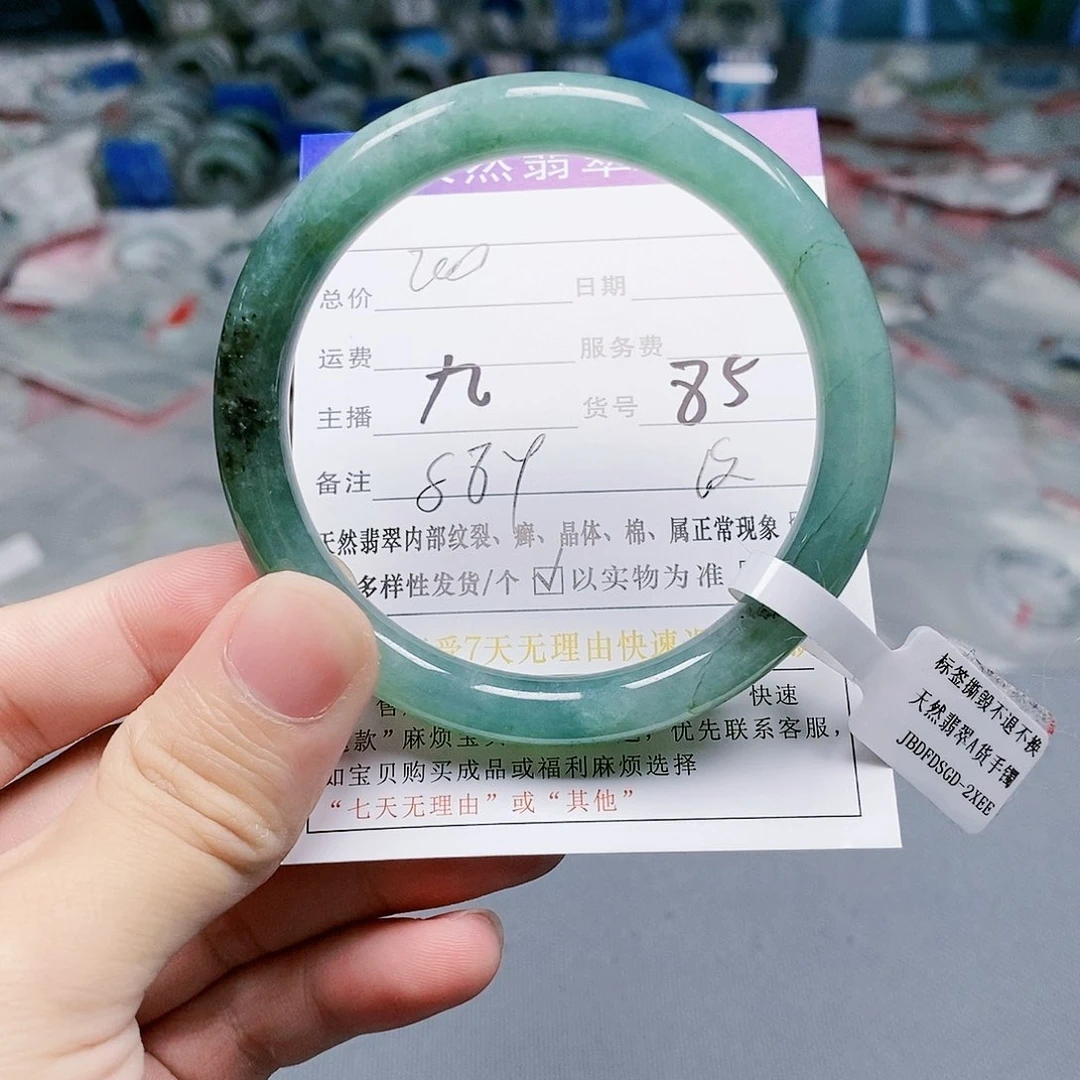 然翡翠
总价 日期
运费 服务费
主播 九 货号 85
备注
天然翡翠内部纹裂、癣、晶体、棉、属正常现象
多样性发货/个 ☑以实物为准
受7天无理由快速
快速
款”麻烦宝 ，优先联系客服，
如宝贝购买成品或福利麻烦选择
“七天无理由”或“其他”
标签撕毁不退不换
天然翡翠A货手镯
JBDFDSGD-2XEE